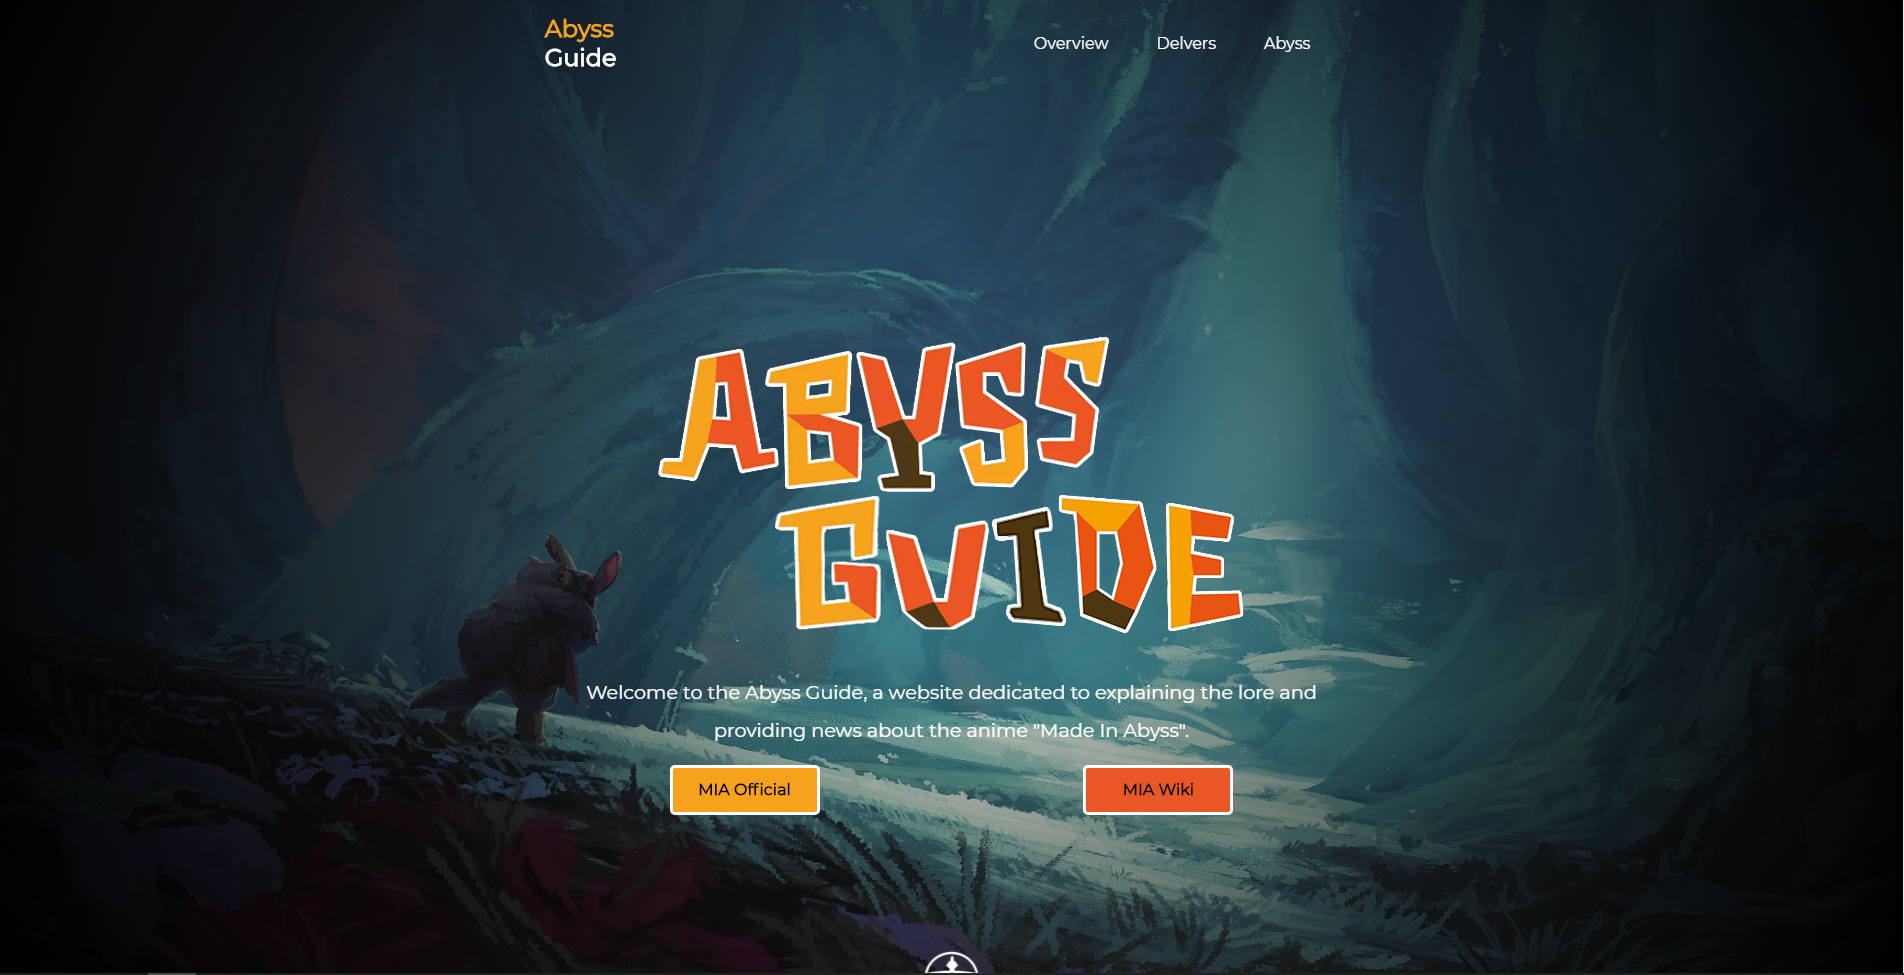 Abyss
Guide
Overview
Delvers
Abyss
ABYSS
GUIDE
Welcome to the Abyss Guide, a website dedicated to explaining the lore and
providing news about the anime "Made In Abyss".
MIA Official
MIA Wiki